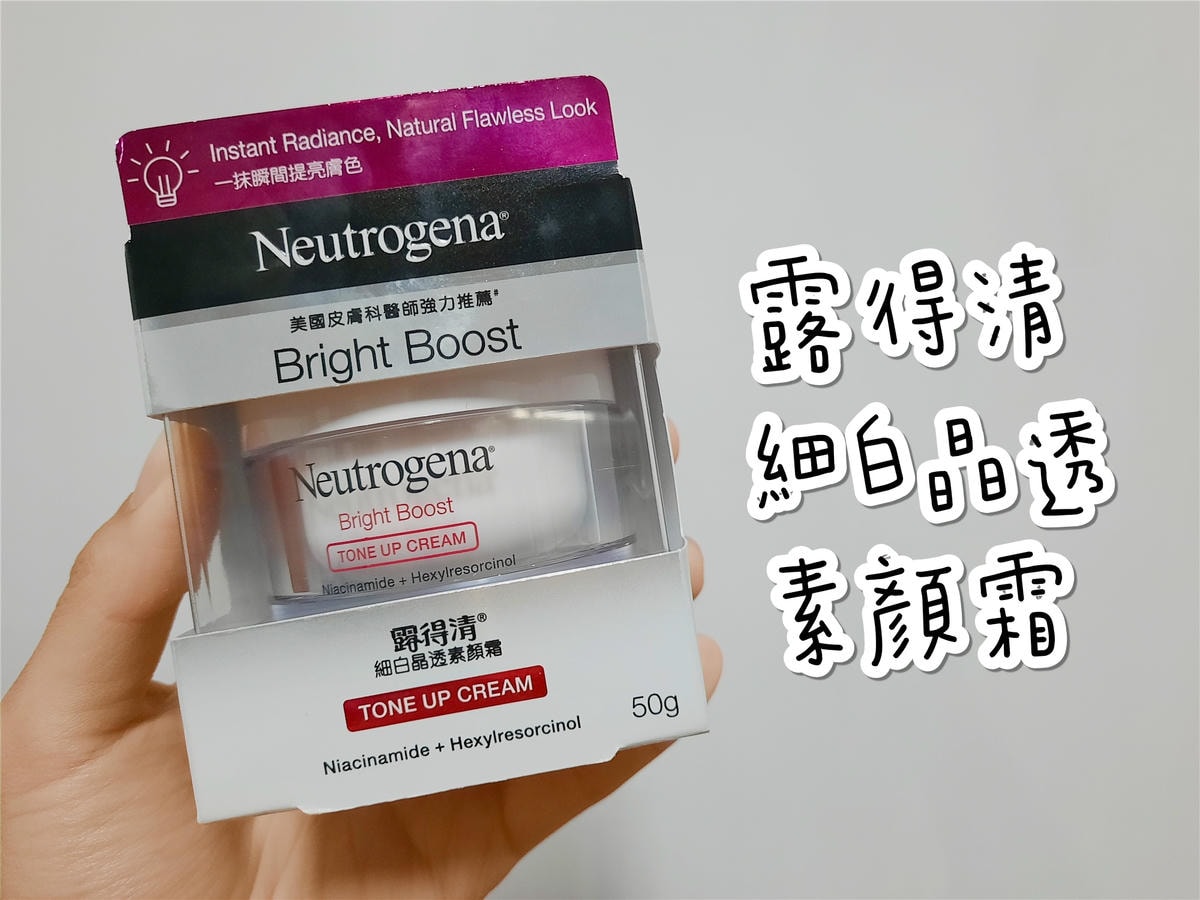 Instant Radiance, Natural Flawless Look
一抹瞬間提亮膚色
Neutrogena®
美國皮膚科醫師強力推薦#
Bright Boost
Neutrogena®
Bright Boost
TONE UP CREAM
Niacinamide + Hexylresorcinol
露得清®
細白晶透素顏霜
TONE UP CREAM
50g
Niacinamide + Hexylresorcinol
露得清
細白晶透
素顏霜